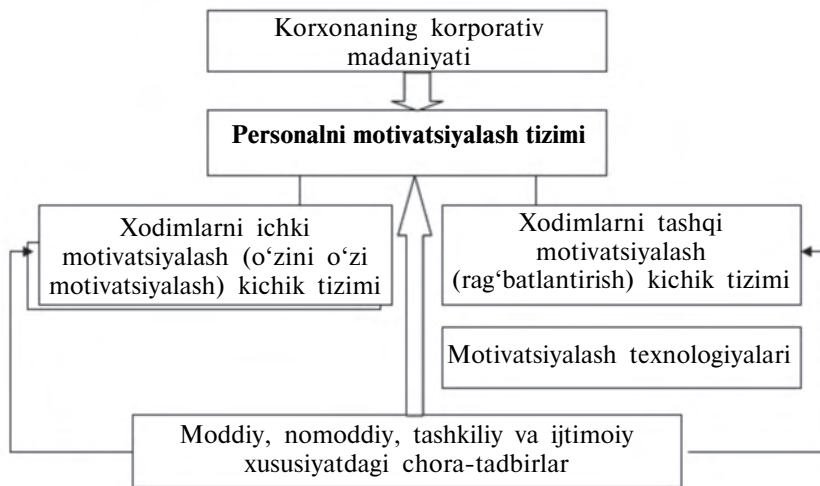 Korxonaning korporativ
madaniyati
Personalni motivatsiyalash tizimi
Xodimlarni ichki
motivatsiyalash (o‘zini o‘zi
motivatsiyalash) kichik tizimi
Xodimlarni tashqi
motivatsiyalash
(rag‘batlantirish) kichik tizimi
Motivatsiyalash texnologiyalari
Moddiy, nomoddiy, tashkiliy va ijtimoiy
xususiyatdagi chora-tadbirlar